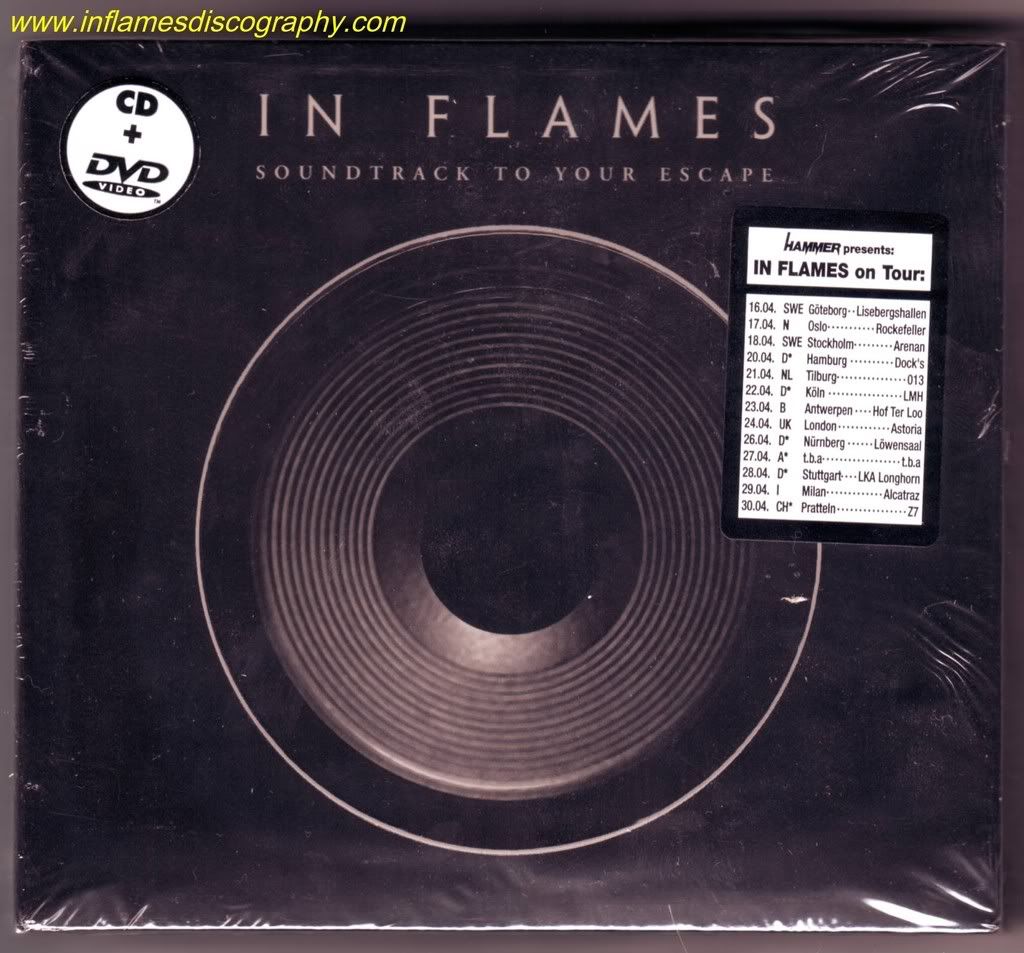 www.inflamesdiscography.com
CD
+
DVD
VIDEO
TM
IN FLAMES
SOUNDTRACK TO YOUR ESCAPE
HAMMER presents:
IN FLAMES on Tour:
16.04. SWE Göteborg··Lisebergshallen
17.04. N Oslo···········Rockefeller
18.04. SWE Stockholm·········Arenan
20.04. D* Hamburg ··········Dock's
21.04. NL Tilburg················013
22.04. D* Köln ·················LMH
23.04. B Antwerpen ····Hof Ter Loo
24.04. UK London ············Astoria
26.04. D* Nürnberg ······Löwensaal
27.04. A* t.b.a··················t.b.a
28.04. D* Stuttgart····LKA Longhorn
29.04. I Milan·············Alcatraz
30.04. CH* Pratteln················Z7